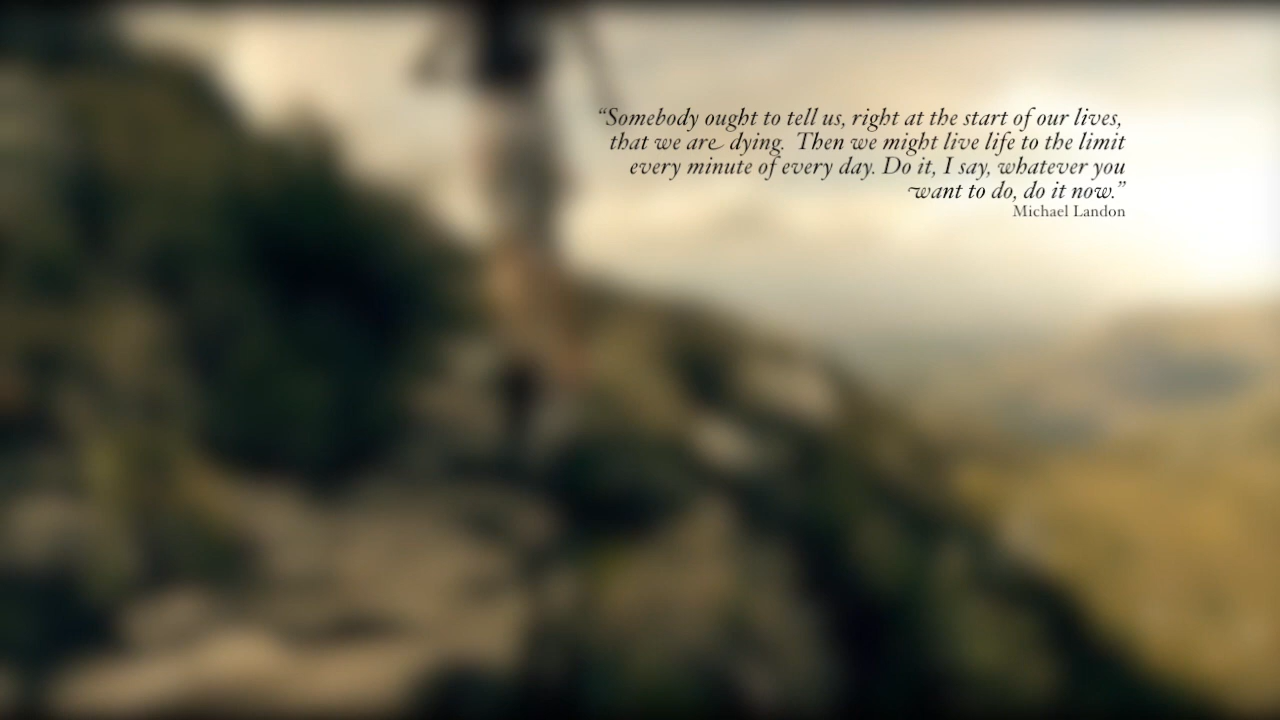 “Somebody ought to tell us, right at the start of our lives,
that we are dying. Then we might live life to the limit
every minute of every day. Do it, I say, whatever you
want to do, do it now.”
Michael Landon